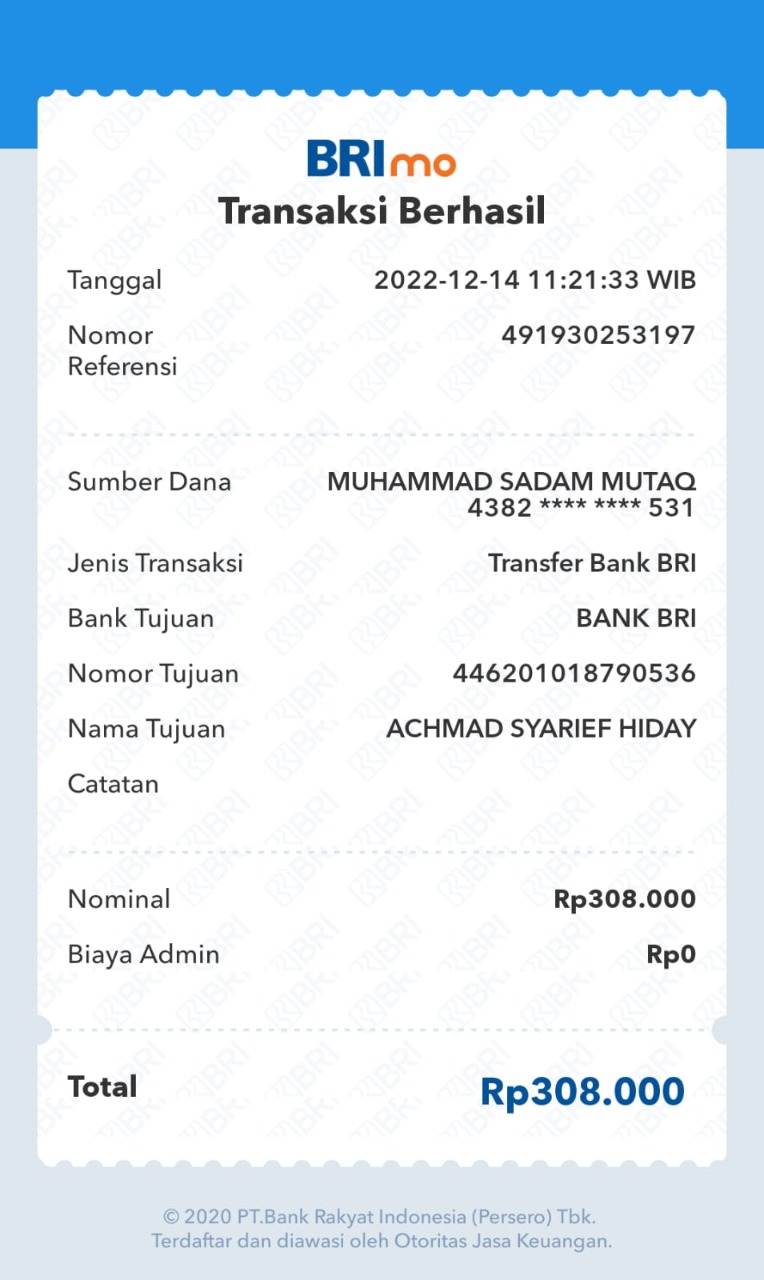 BRImo
Transaksi Berhasil
Tanggal 2022-12-14 11:21:33 WIB
Nomor Referensi 491930253197
Sumber Dana MUHAMMAD SADAM MUTAQ
4382 **** **** 531
Jenis Transaksi Transfer Bank BRI
Bank Tujuan BANK BRI
Nomor Tujuan 446201018790536
Nama Tujuan ACHMAD SYARIEF HIDAY
Catatan
Nominal Rp308.000
Biaya Admin Rp0
Total Rp308.000
© 2020 PT.Bank Rakyat Indonesia (Persero) Tbk.
Terdaftar dan diawasi oleh Otoritas Jasa Keuangan.